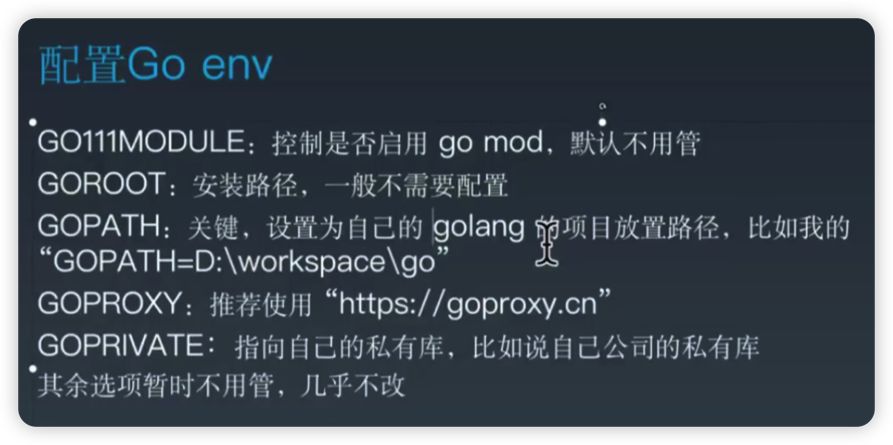 配置Go env
GO111MODULE：控制是否启用 go mod，默认不用管
GOROOT：安装路径，一般不需要配置
GOPATH：关键，设置为自己的 golang 项目放置路径，比如我的
“GOPATH=D:\workspace\go”
GOPROXY：推荐使用 “https://goproxy.cn”
GOPRIVATE： 指向自己的私有库，比如说自己公司的私有库
其余选项暂时不用管，几乎不改